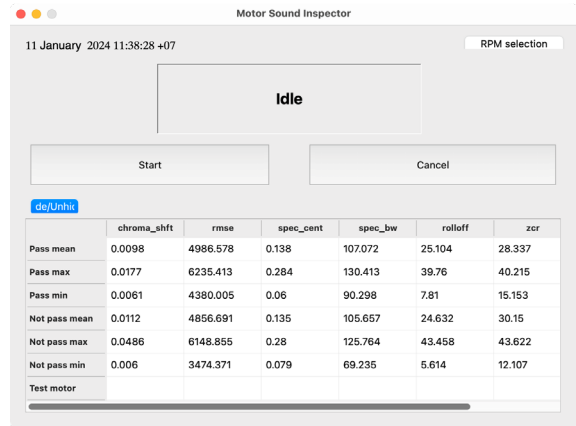 Motor Sound Inspector
11 January 2024 11:38:28 +07
RPM selection
Idle
Start Cancel
de/Unhi
chroma_shft rmse spec_cent spec_bw rolloff zcr
Pass mean 0.0098 4986.578 0.138 107.072 25.104 28.337
Pass max 0.0177 6235.413 0.284 130.413 39.76 40.215
Pass min 0.0061 4380.005 0.06 90.298 7.81 15.153
Not pass mean 0.0112 4856.691 0.135 105.657 24.632 30.15
Not pass max 0.0486 6148.855 0.28 125.764 43.458 43.622
Not pass min 0.006 3474.371 0.079 69.235 5.614 12.107
Test motor